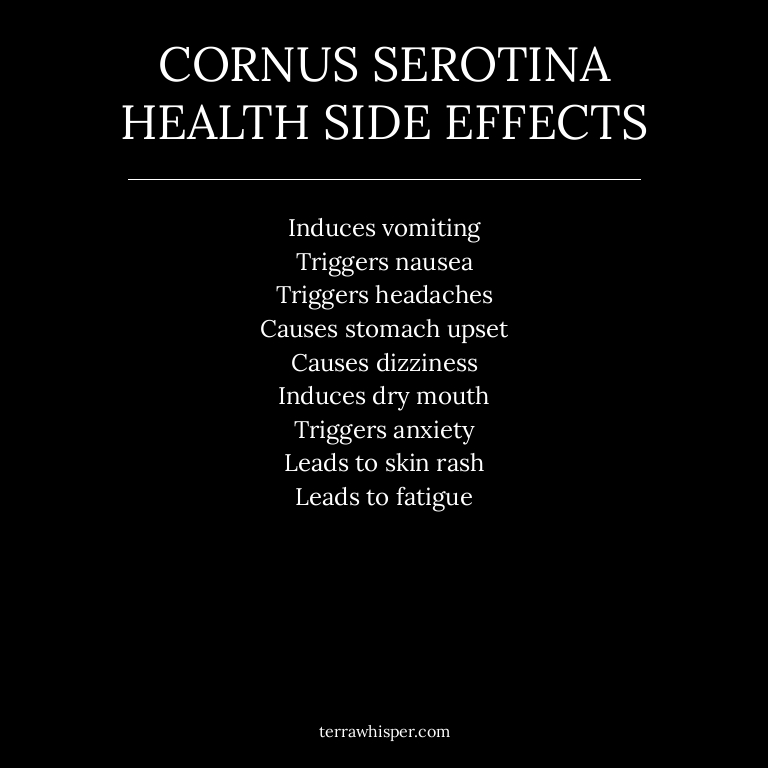 CORNUS SEROTINA
HEALTH SIDE EFFECTS
Induces vomiting
Triggers nausea
Triggers headaches
Causes stomach upset
Causes dizziness
Induces dry mouth
Triggers anxiety
Leads to skin rash
Leads to fatigue
terrawhisper.com